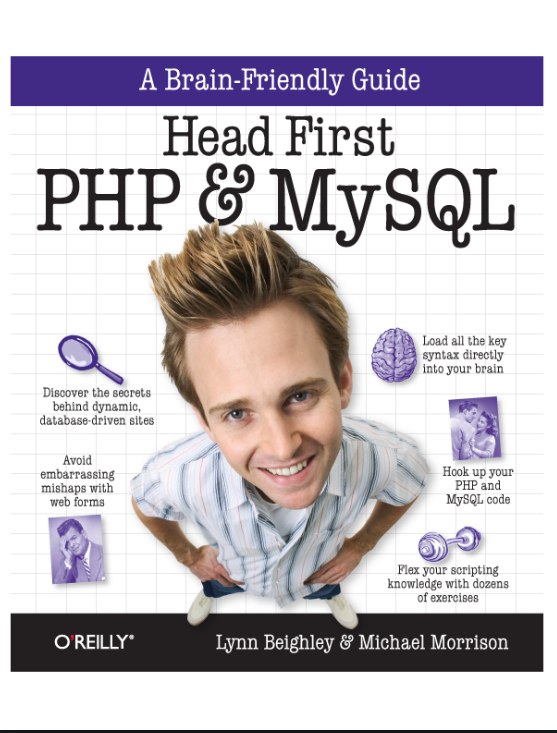 A Brain-Friendly Guide
Head First
PHP & MySQL
Discover the secrets
behind dynamic,
database-driven sites
Avoid
embarrassing
mishaps with
web forms
Load all the key
syntax directly
into your brain
Hook up your
PHP and
MySQL code
Flex your scripting
knowledge with dozens
of exercises
O'REILLY®
Lynn Beighley & Michael Morrison